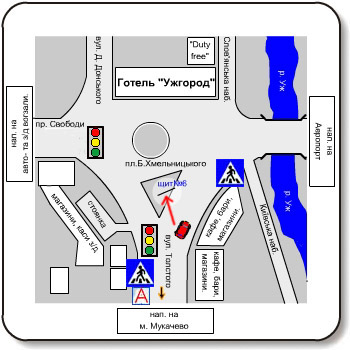 "Duty
free"
вул. Д. Донського
Слов'янська наб.
Готель "Ужгород"
р. Уж
нап. на
авто- та з/д вокзали.
пр. Свободи
нап. на
Аеропорт
пл.Б.Хмельницького
щит№6
р. Уж
стоянка
магазини, каси з/д
кафе, бари,
магазини.
Київська наб.
вул. Толстого
кафе, бари,
магазини.
А
нап. на
м. Мукачево